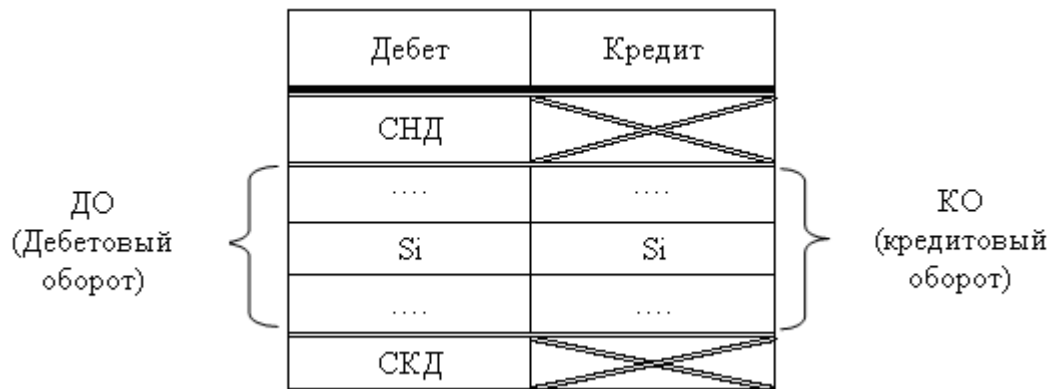 Дебет Кредит
СНД
.... ....
ДО
(Дебетовый
оборот)
Si Si
КО
(кредитовый
оборот)
.... ....
СКД